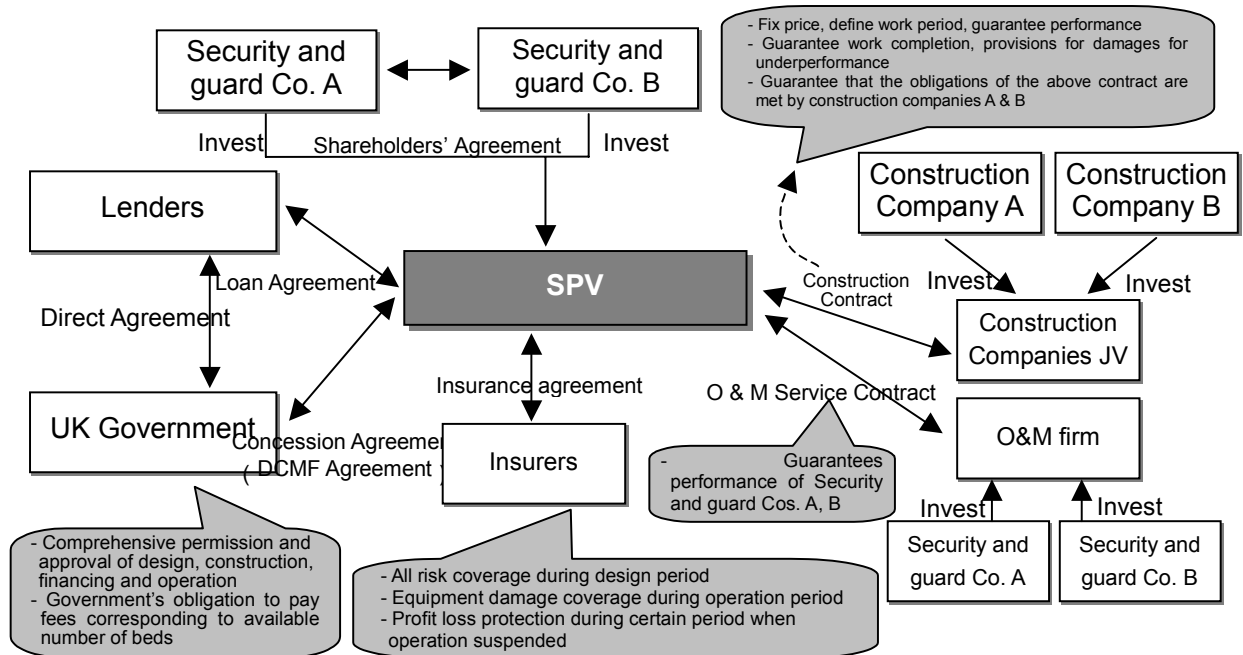 Security and
guard Co. A
Security and
guard Co. B
- Fix price, define work period, guarantee performance
- Guarantee work completion, provisions for damages for
underperformance
- Guarantee that the obligations of the above contract are
met by construction companies A & B
Invest
Shareholders' Agreement
Invest
Lenders
Construction
Company A
Construction
Company B
SPV
Loan Agreement
Construction
Contract
Invest
Invest
Direct Agreement
Construction
Companies JV
Insurance agreement
O & M Service Contract
UK Government
Concession Agreemen
( DCMF Agreement )
Insurers
O&M firm
- Guarantees
performance of Security
and guard Cos. A, B
Invest
Invest
Security and
guard Co. A
Security and
guard Co. B
- Comprehensive permission and
approval of design, construction,
financing and operation
- Government's obligation to pay
fees corresponding to available
number of beds
- All risk coverage during design period
- Equipment damage coverage during operation period
- Profit loss protection during certain period when
operation suspended